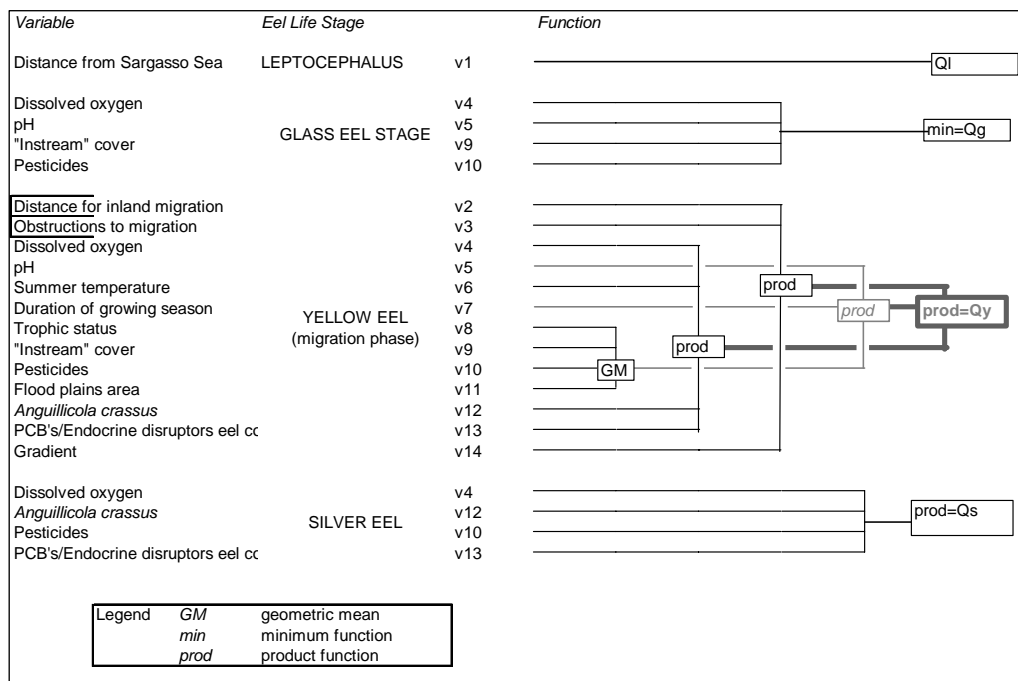 Variable Eel Life Stage Function
Distance from Sargasso Sea LEPTOCEPHALUS v1 Ql
Dissolved oxygen v4
pH v5
GLASS EEL STAGE min=Qg
"Instream" cover v9
Pesticides v10
Distance for inland migration v2
Obstructions to migration v3
Dissolved oxygen v4
pH v5
Summer temperature v6 prod
Duration of growing season v7 prod prod=Qy
YELLOW EEL
Trophic status v8
(migration phase)
"Instream" cover v9 prod
Pesticides v10 GM
Flood plains area v11
Anguillicola crassus v12
PCB's/Endocrine disruptors eel cc v13
Gradient v14
Dissolved oxygen v4
Anguillicola crassus v12 prod=Qs
SILVER EEL
Pesticides v10
PCB's/Endocrine disruptors eel cc v13
Legend GM geometric mean
min minimum function
prod product function